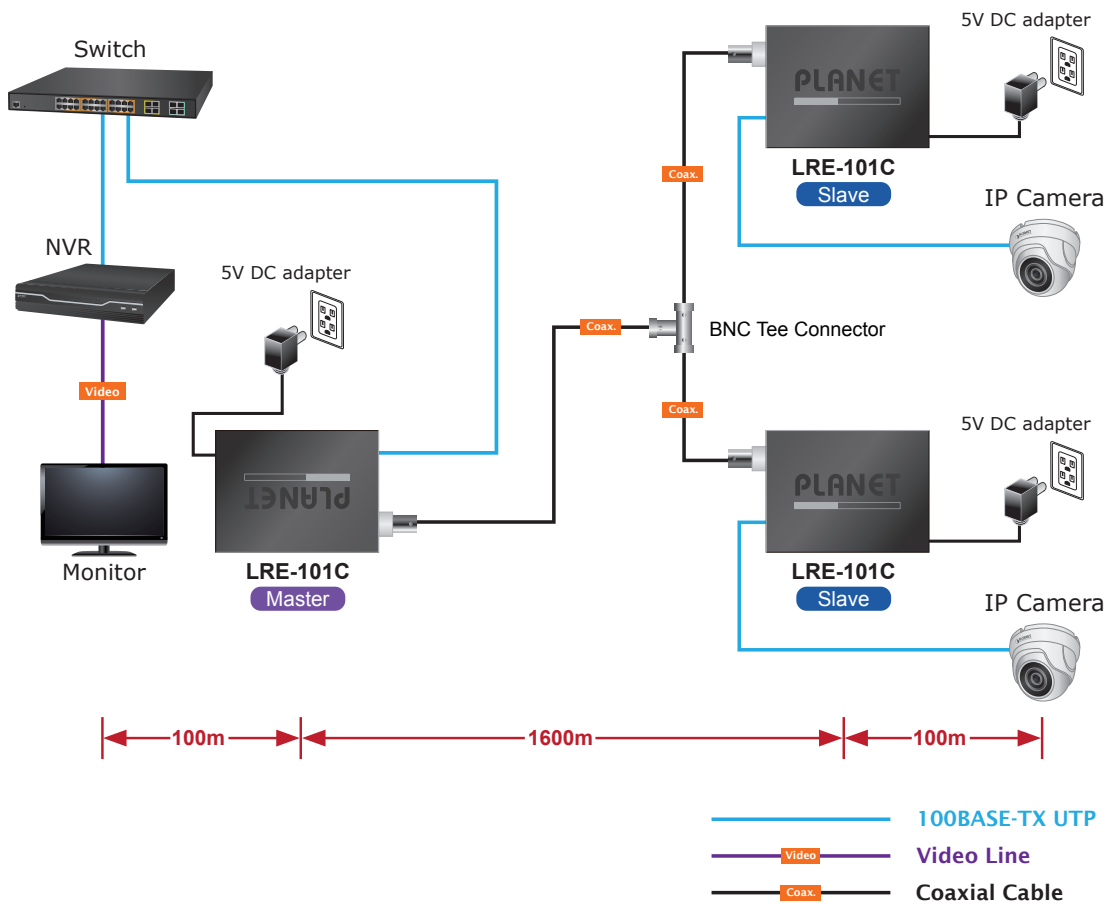 Switch
NVR
Video
Monitor
5V DC adapter
PLANET
LRE-101C
Master
Coax.
BNC Tee Connector
Coax.
Coax.
5V DC adapter
PLANET
LRE-101C
Slave
IP Camera
5V DC adapter
PLANET
LRE-101C
Slave
IP Camera
100m
1600m
100m
100BASE-TX UTP
Video
Video Line
Coax.
Coaxial Cable